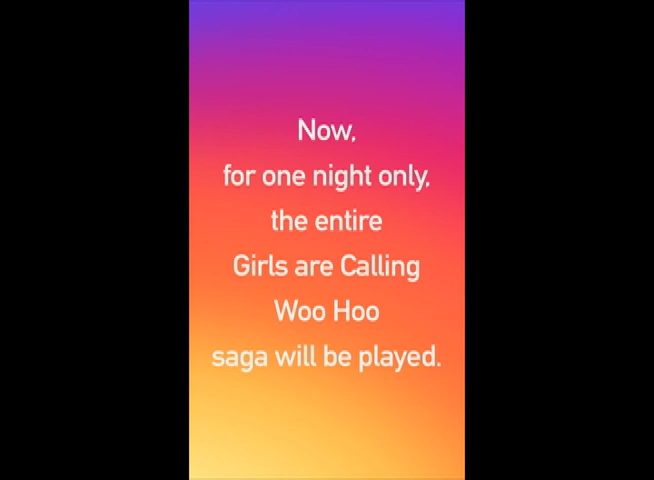 Now,
for one night only,
the entire
Girls are Calling
Woo Hoo
saga will be played.